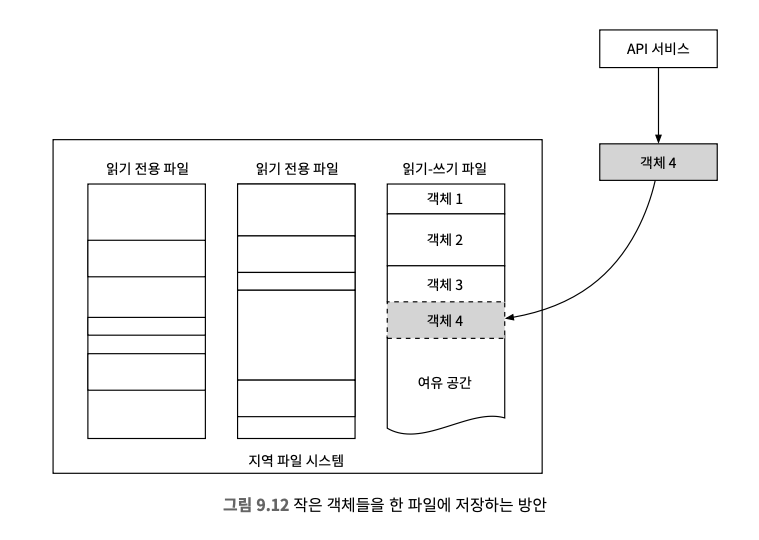 API 서비스
객체 4
읽기 전용 파일
읽기 전용 파일
읽기-쓰기 파일
객체 1
객체 2
객체 3
객체 4
여유 공간
지역 파일 시스템
그림 9.12 작은 객체들을 한 파일에 저장하는 방안